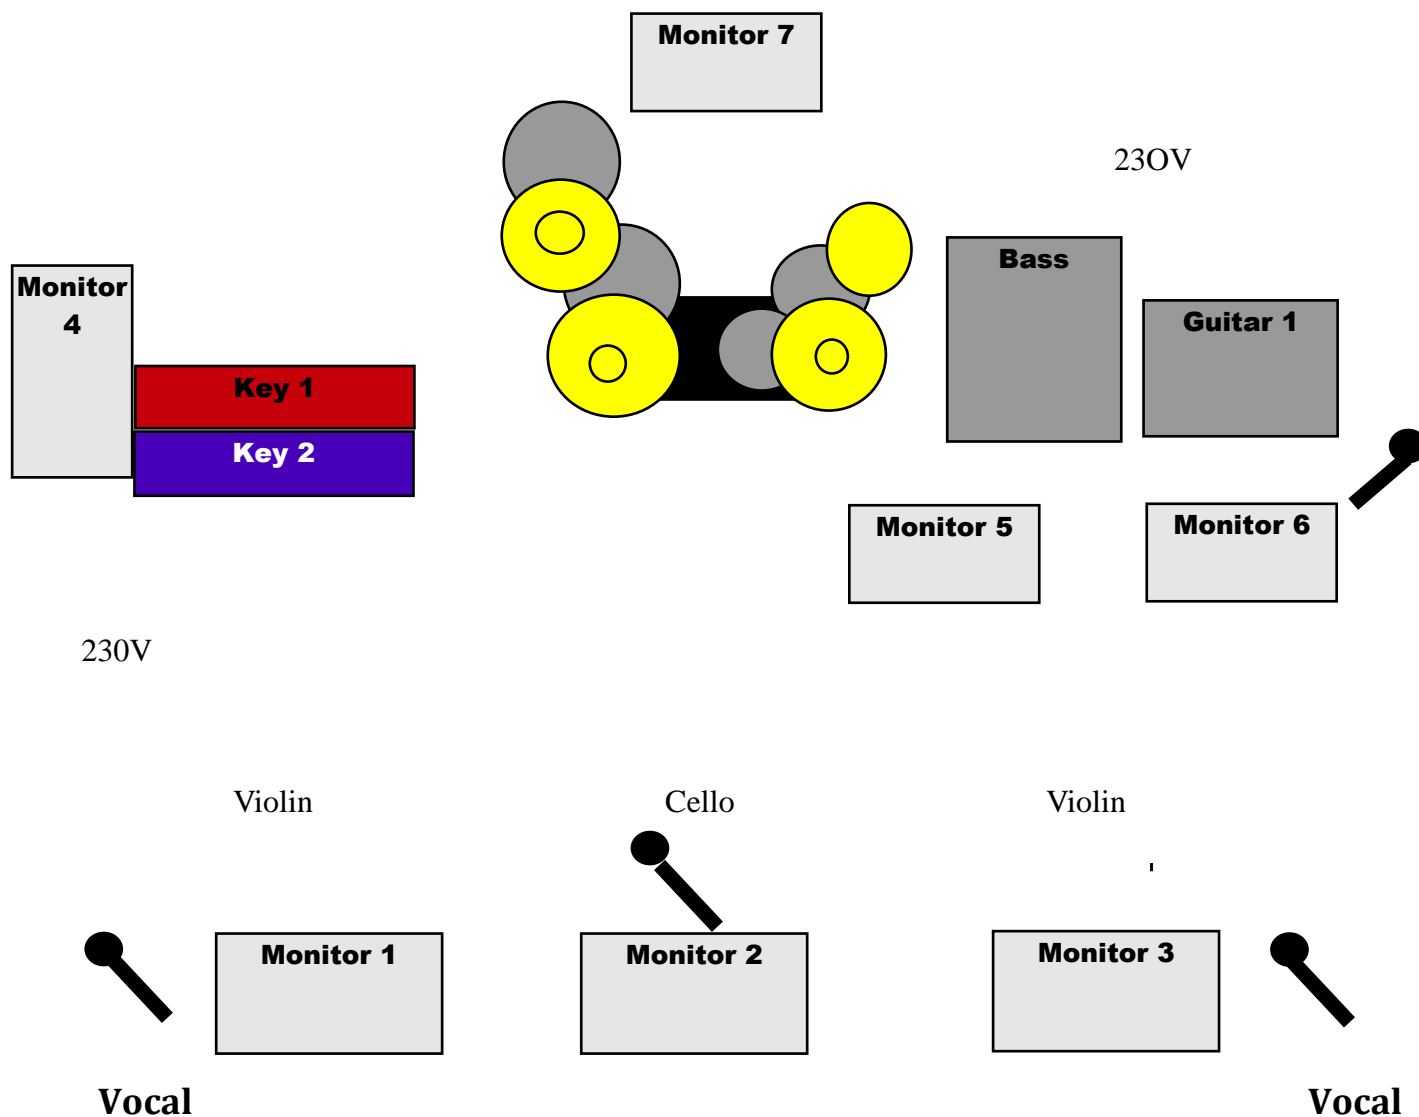 Monitor 7
23OV
Bass
Monitor
4
Guitar 1
Key 1
Key 2
Monitor 5
Monitor 6
230V
Violin
Cello
Violin
Monitor 1
Monitor 2
Monitor 3
Vocal
Vocal